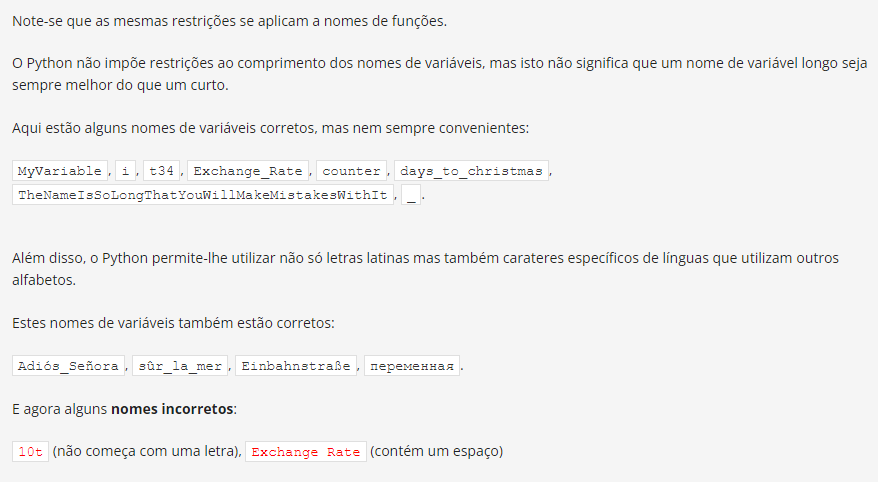 Note-se que as mesmas restrições se aplicam a nomes de funções.
O Python não impõe restrições ao comprimento dos nomes de variáveis, mas isto não significa que um nome de variável longo seja
sempre melhor do que um curto.
Aqui estão alguns nomes de variáveis corretos, mas nem sempre convenientes:
MyVariable, i, t34, Exchange_Rate, counter, days_to_christmas,
TheNameIsSoLongThatYouWillMakeMistakesWithIt, _.
Além disso, o Python permite-lhe utilizar não só letras latinas mas também carateres específicos de línguas que utilizam outros
alfabetos.
Estes nomes de variáveis também estão corretos:
Adiós_Señora, sûr_la_mer, Einbahnstraße, переменная.
E agora alguns nomes incorretos:
10t (não começa com uma letra), Exchange Rate (contém um espaço)